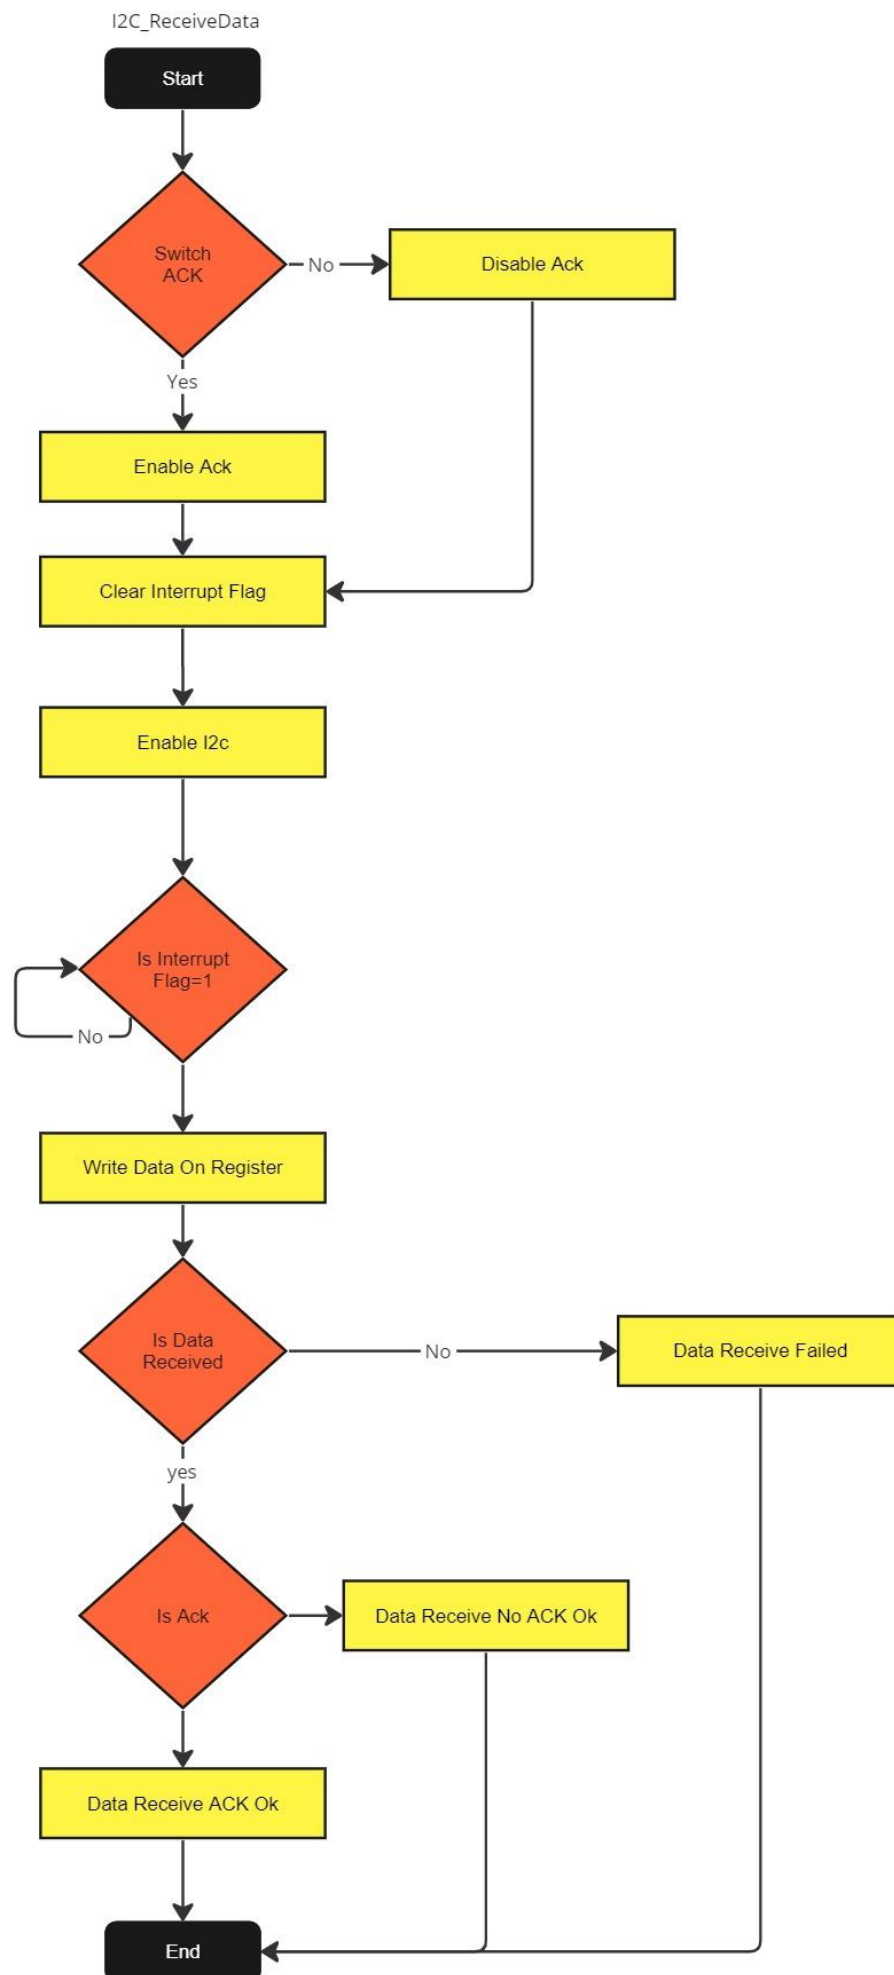 I2C_ReceiveData
Start
Switch
ACK
No
Disable Ack
Yes
Enable Ack
Clear Interrupt Flag
Enable I2c
Is Interrupt
Flag=1
No
Write Data On Register
Is Data
Received
No
Data Receive Failed
yes
Is Ack
Data Receive No ACK Ok
Data Receive ACK Ok
End